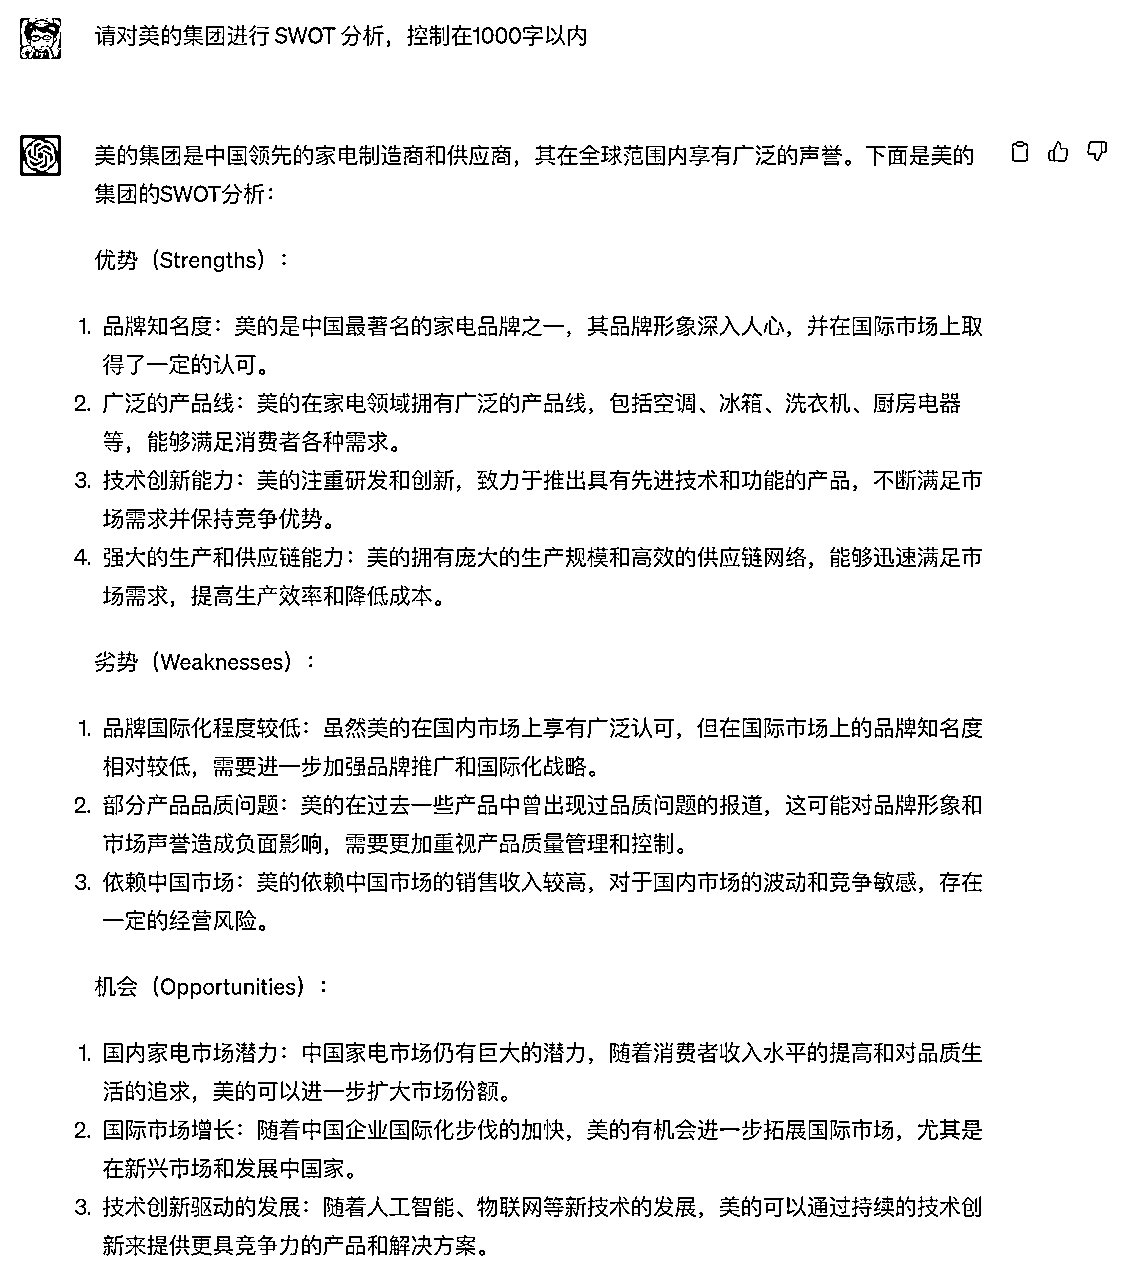 请对美的集团进行 SWOT 分析，控制在1000字以内
美的集团是中国领先的家电制造商和供应商，其在全球范围内享有广泛的声誉。下面是美的
集团的SWOT分析：
优势（Strengths）：
1. 品牌知名度：美的是中国最著名的家电品牌之一，其品牌形象深入人心，并在国际市场上取
得了一定的认可。
2. 广泛的产品线：美的在家电领域拥有广泛的产品线，包括空调、冰箱、洗衣机、厨房电器
等，能够满足消费者各种需求。
3. 技术创新能力：美的注重研发和创新，致力于推出具有先进技术和功能的产品，不断满足市
场需求并保持竞争优势。
4. 强大的生产和供应链能力：美的拥有庞大的生产规模和高效的供应链网络，能够迅速满足市
场需求，提高生产效率和降低成本。
劣势（Weaknesses）：
1. 品牌国际化程度较低：虽然美的在国内市场上享有广泛认可，但在国际市场上的品牌知名度
相对较低，需要进一步加强品牌推广和国际化战略。
2. 部分产品品质问题：美的在过去一些产品中曾出现过品质问题的报道，这可能对品牌形象和
市场声誉造成负面影响，需要更加重视产品质量管理和控制。
3. 依赖中国市场：美的依赖中国市场的销售收入较高，对于国内市场的波动和竞争敏感，存在
一定的经营风险。
机会（Opportunities）：
1. 国内家电市场潜力：中国家电市场仍有巨大的潜力，随着消费者收入水平的提高和对品质生
活的追求，美的可以进一步扩大市场份额。
2. 国际市场增长：随着中国企业国际化步伐的加快，美的有机会进一步拓展国际市场，尤其是
在新兴市场和发展中国家。
3. 技术创新驱动的发展：随着人工智能、物联网等新技术的发展，美的可以通过持续的技术创
新来提供更具竞争力的产品和解决方案。